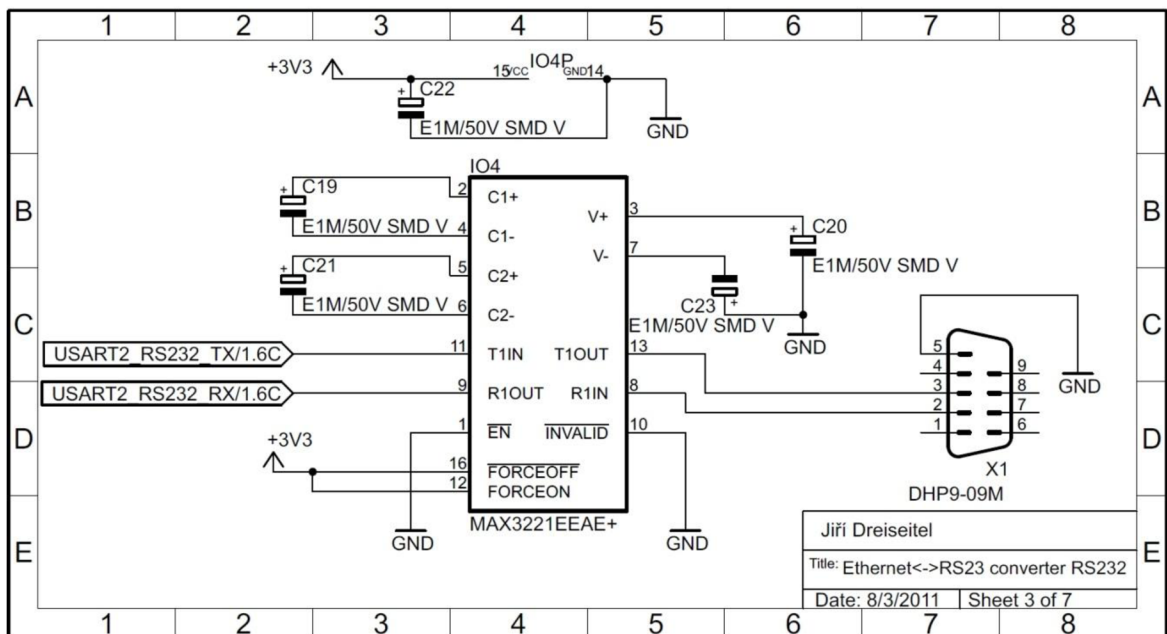 1 2 3 4 5 6 7 8
A A
+3V3 15 VCC IO4P GND 14
+ C22
E1M/50V SMD V
GND
IO4
B B
+ C19
E1M/50V SMD V
2 C1+
4 C1-
V+ 3
+ C20
E1M/50V SMD V
+ C21
E1M/50V SMD V
5 C2+
6 C2-
V- 7
C23 +
E1M/50V SMD V
GND
C C
USART2_RS232_TX/1.6C
11 T1IN T1OUT 13
USART2_RS232_RX/1.6C
9 R1OUT R1IN 8
5
4 9
3 8
2 7
1 6
GND
X1
DHP9-09M
D D
+3V3
1 EN INVALID 10
16 FORCEOFF
12 FORCEON
MAX3221EEAE+
GND
GND
E E
Jiří Dreiseitel
Title: Ethernet<->RS23 converter RS232
Date: 8/3/2011 Sheet 3 of 7
1 2 3 4 5 6 7 8